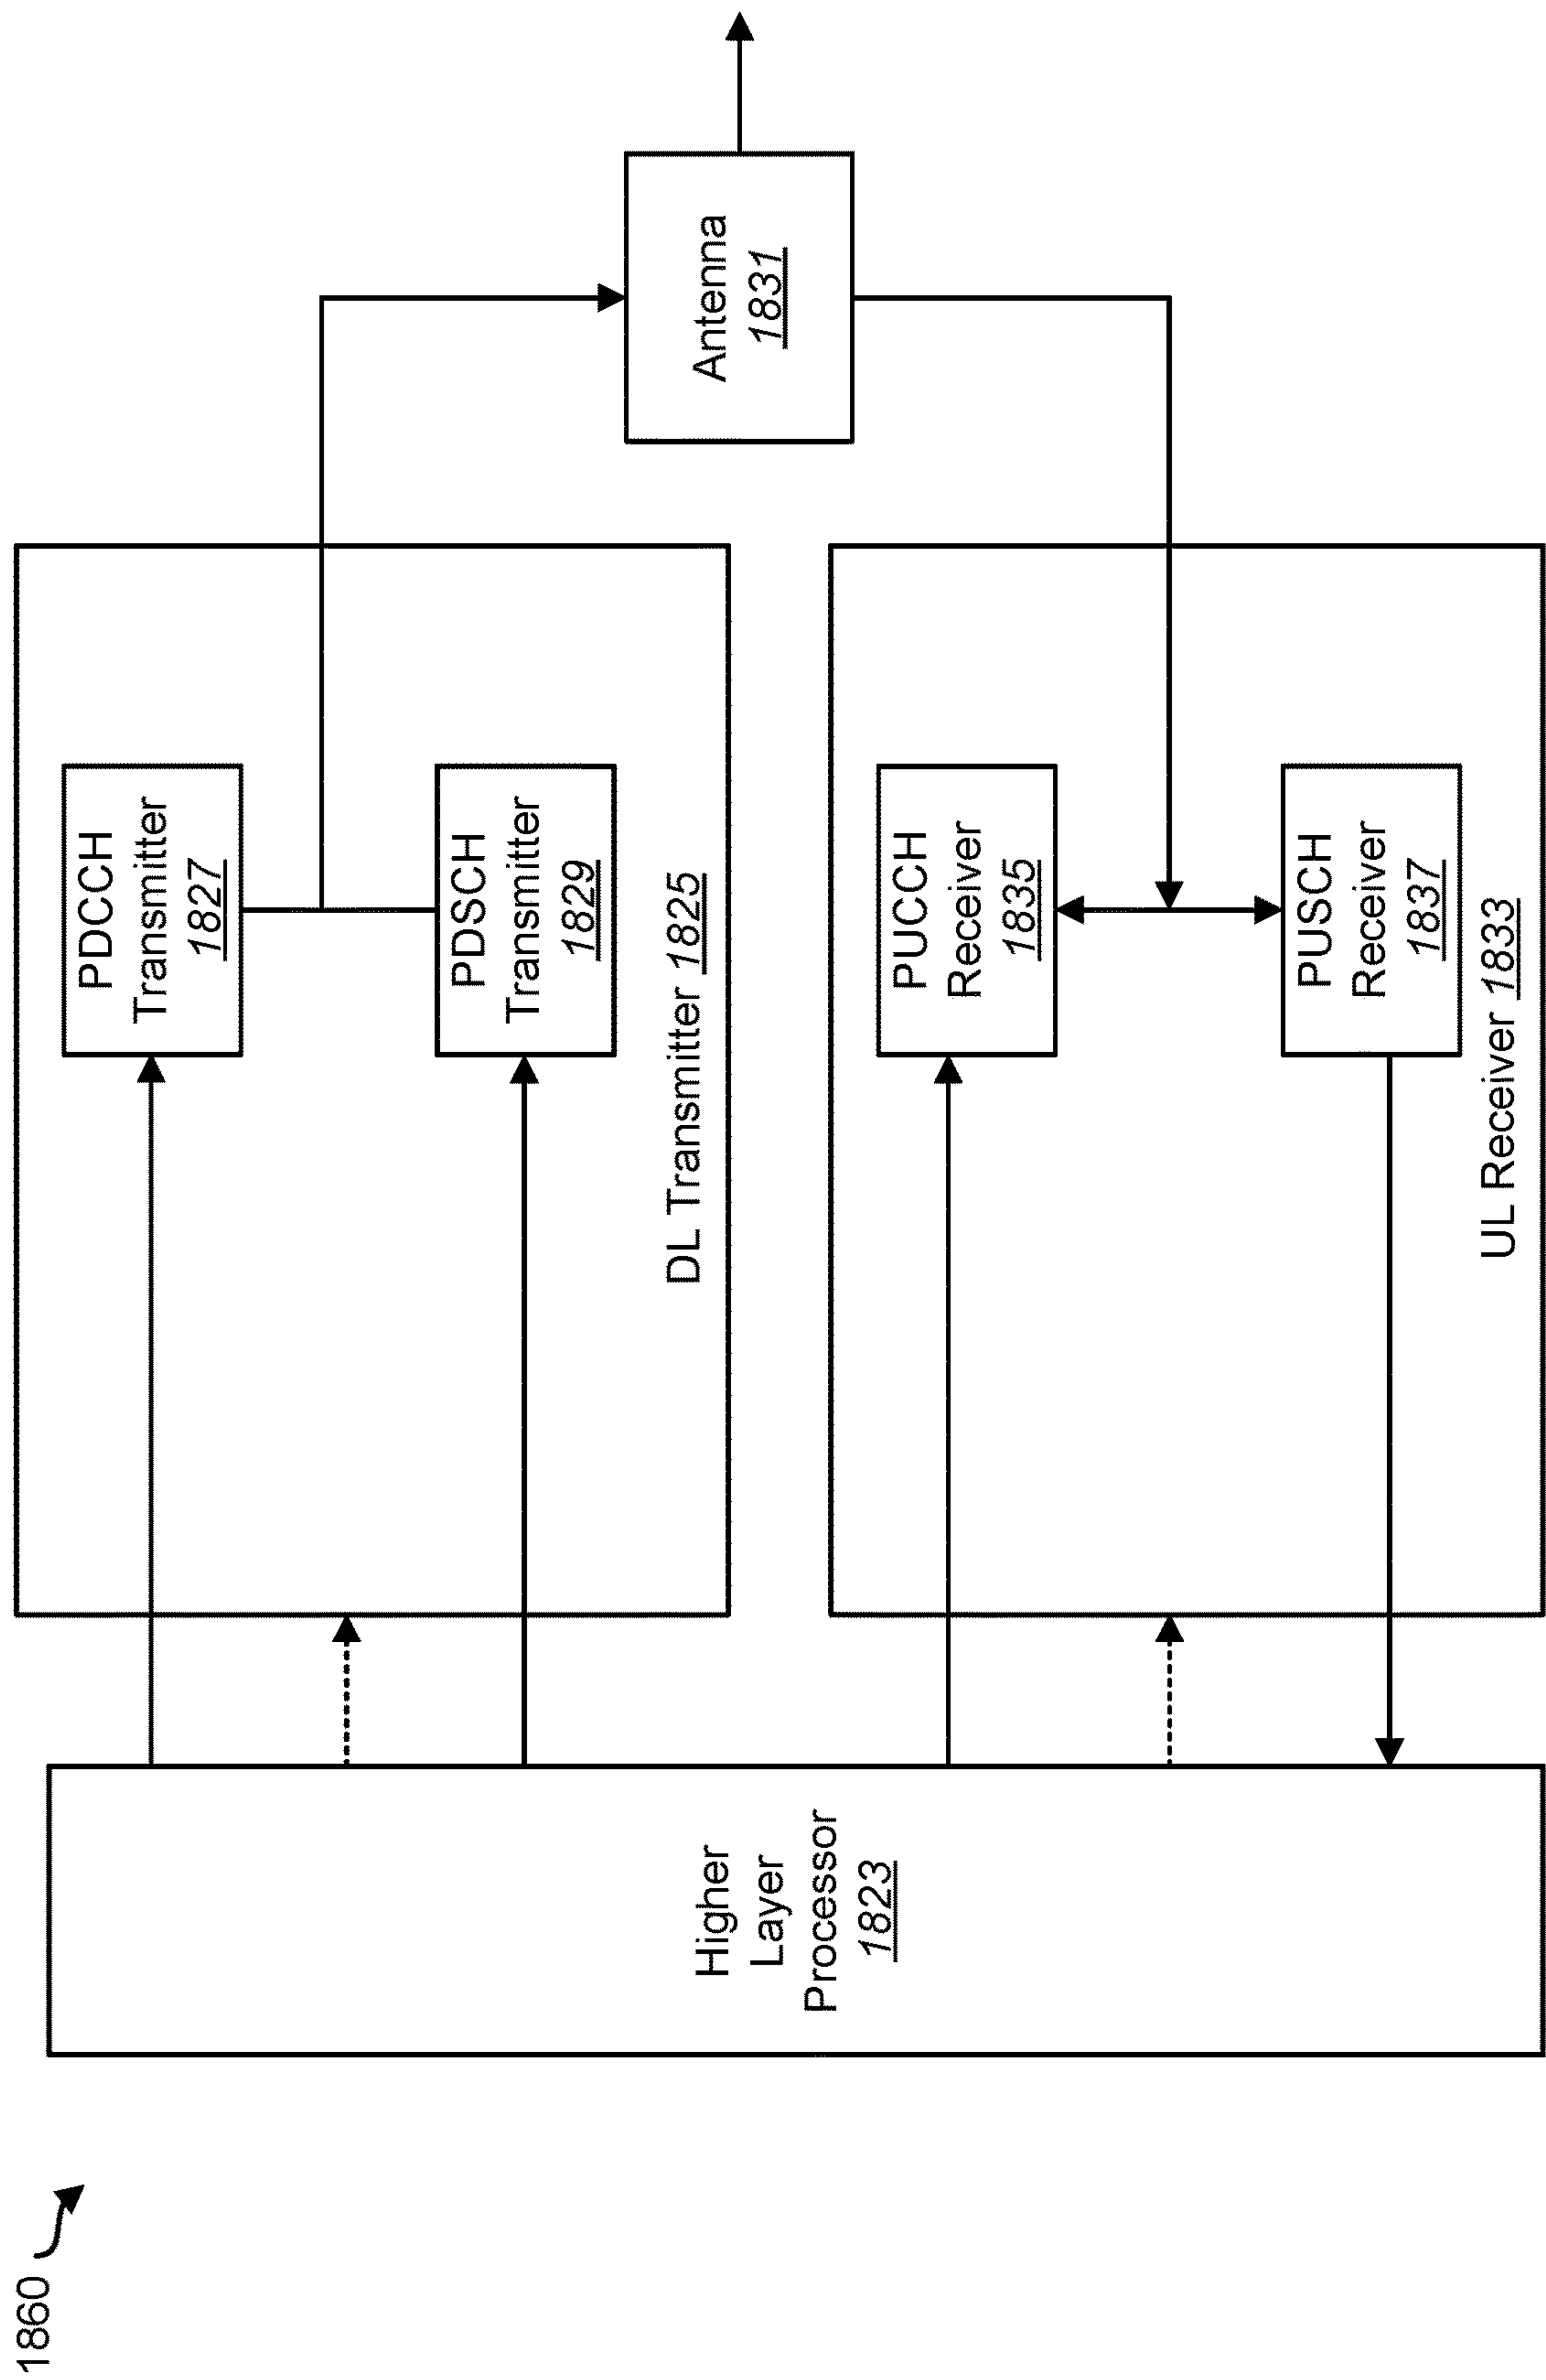 1860
Higher
Layer
Processor
1823
PDCCH
Transmitter
1827
PDSCH
Transmitter
1829
DL Transmitter 1825
PUCCH
Receiver
1835
PUSCH
Receiver
1837
UL Receiver 1833
Antenna
1831